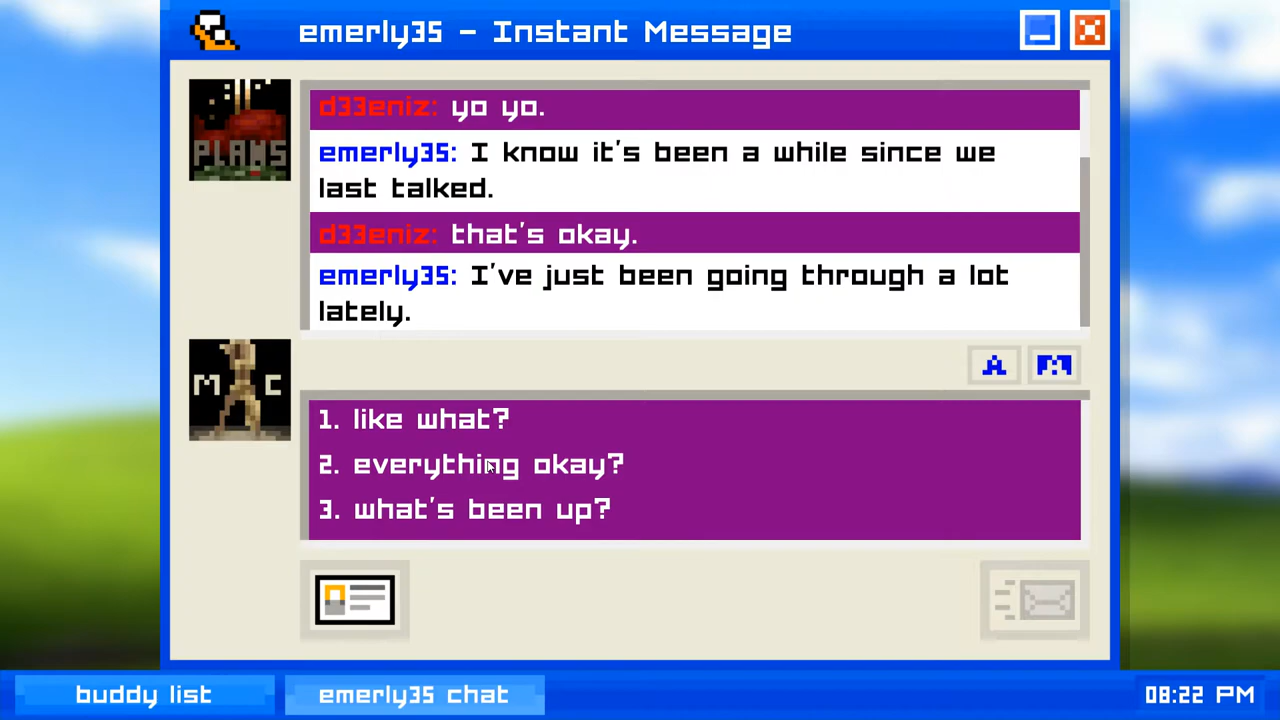 emerly35 - Instant Message
PLANS
d33eniz: yo yo.
emerly35: I know it's been a while since we
last talked.
d33eniz: that's okay.
emerly35: I've just been going through a lot
lately.
M C
A
1. like what?
2. everything okay?
3. what's been up?
buddy list
emerly35 chat
08:22 PM